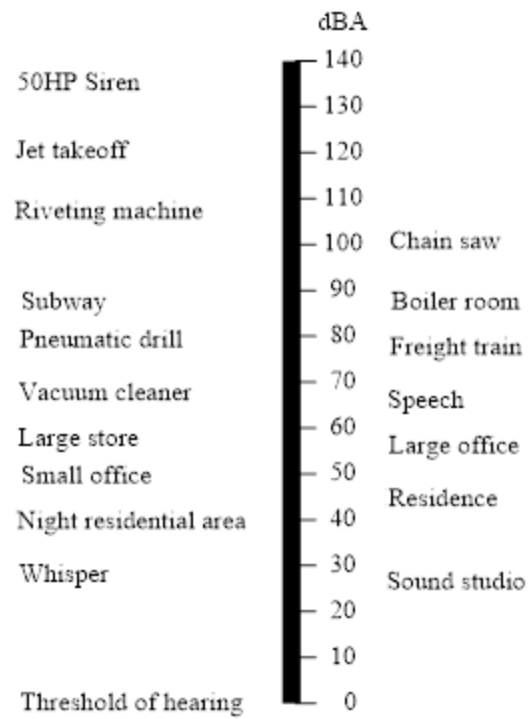 dBA
140
50HP Siren
130
Jet takeoff
120
110
Riveting machine
100
Chain saw
90
Subway
Boiler room
80
Pneumatic drill
Freight train
70
Vacuum cleaner
Speech
60
Large store
Large office
50
Small office
Residence
40
Night residential area
30
Whisper
Sound studio
20
10
0
Threshold of hearing